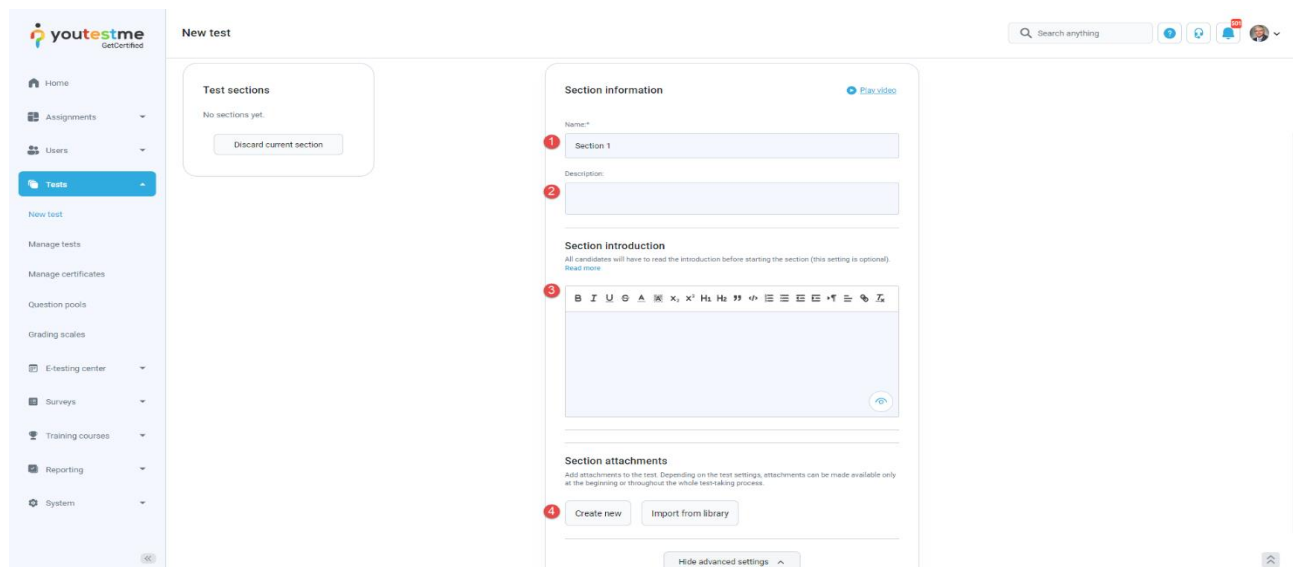 youtestme
GetCertified
New test
Search anything
501
Home
Assignments
Users
Tests
New test
Manage tests
Manage certificates
Question pools
Grading scales
E-testing center
Surveys
Training courses
Reporting
System
Test sections
No sections yet.
Discard current section
Section information
Play video
Name:*
1
Section 1
Description:
2
Section introduction
All candidates will have to read the introduction before starting the section (this setting is optional).
Read more
3
B I U S A A X₂ X² H1 H2 ” </> ¶
Section attachments
Add attachments to the test. Depending on the test settings, attachments can be made available only
at the beginning or throughout the whole test-taking process.
4
Create new
Import from library
Hide advanced settings